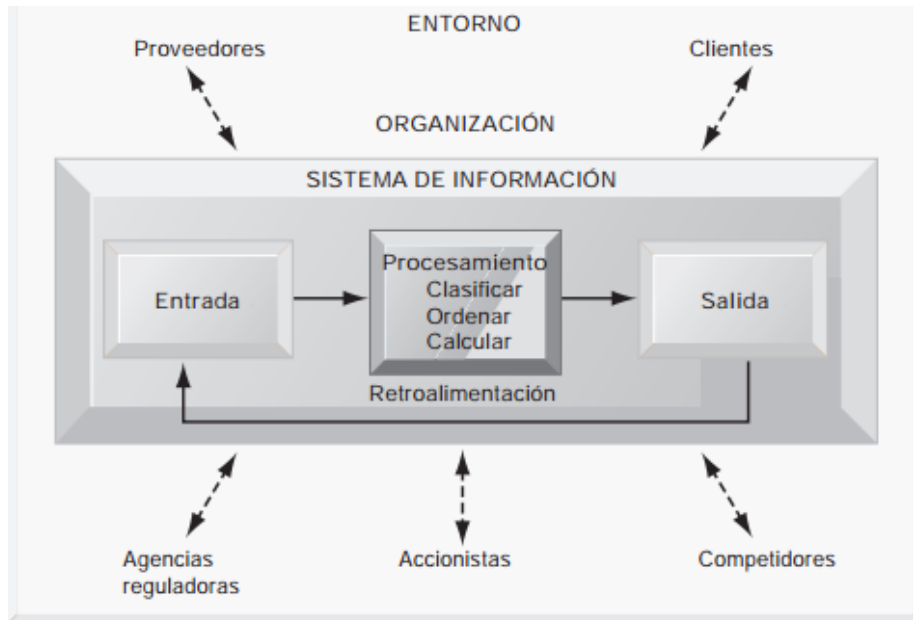 ENTORNO
Proveedores
Clientes
ORGANIZACIÓN
SISTEMA DE INFORMACIÓN
Entrada
Procesamiento
Clasificar
Ordenar
Calcular
Salida
Retroalimentación
Agencias
reguladoras
Accionistas
Competidores